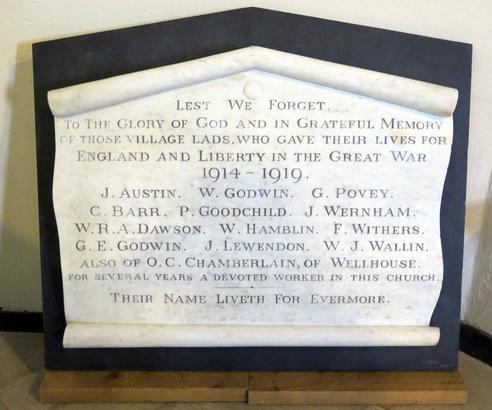 LEST WE FORGET.
TO THE GLORY OF GOD AND IN GRATEFUL MEMORY
OF THOSE VILLAGE LADS, WHO GAVE THEIR LIVES FOR
ENGLAND AND LIBERTY IN THE GREAT WAR
1914 - 1919.
J. AUSTIN. W. GODWIN. G. POVEY.
C. BARR. P. GOODCHILD. J. WERNHAM.
W. R. A. DAWSON. W. HAMBLIN. F. WITHERS.
G. E. GODWIN. J. LEWENDON. W. J. WALLIN.
ALSO OF O. C. CHAMBERLAIN, OF WELLHOUSE.
FOR SEVERAL YEARS A DEVOTED WORKER IN THIS CHURCH.
THEIR NAME LIVETH FOR EVERMORE.